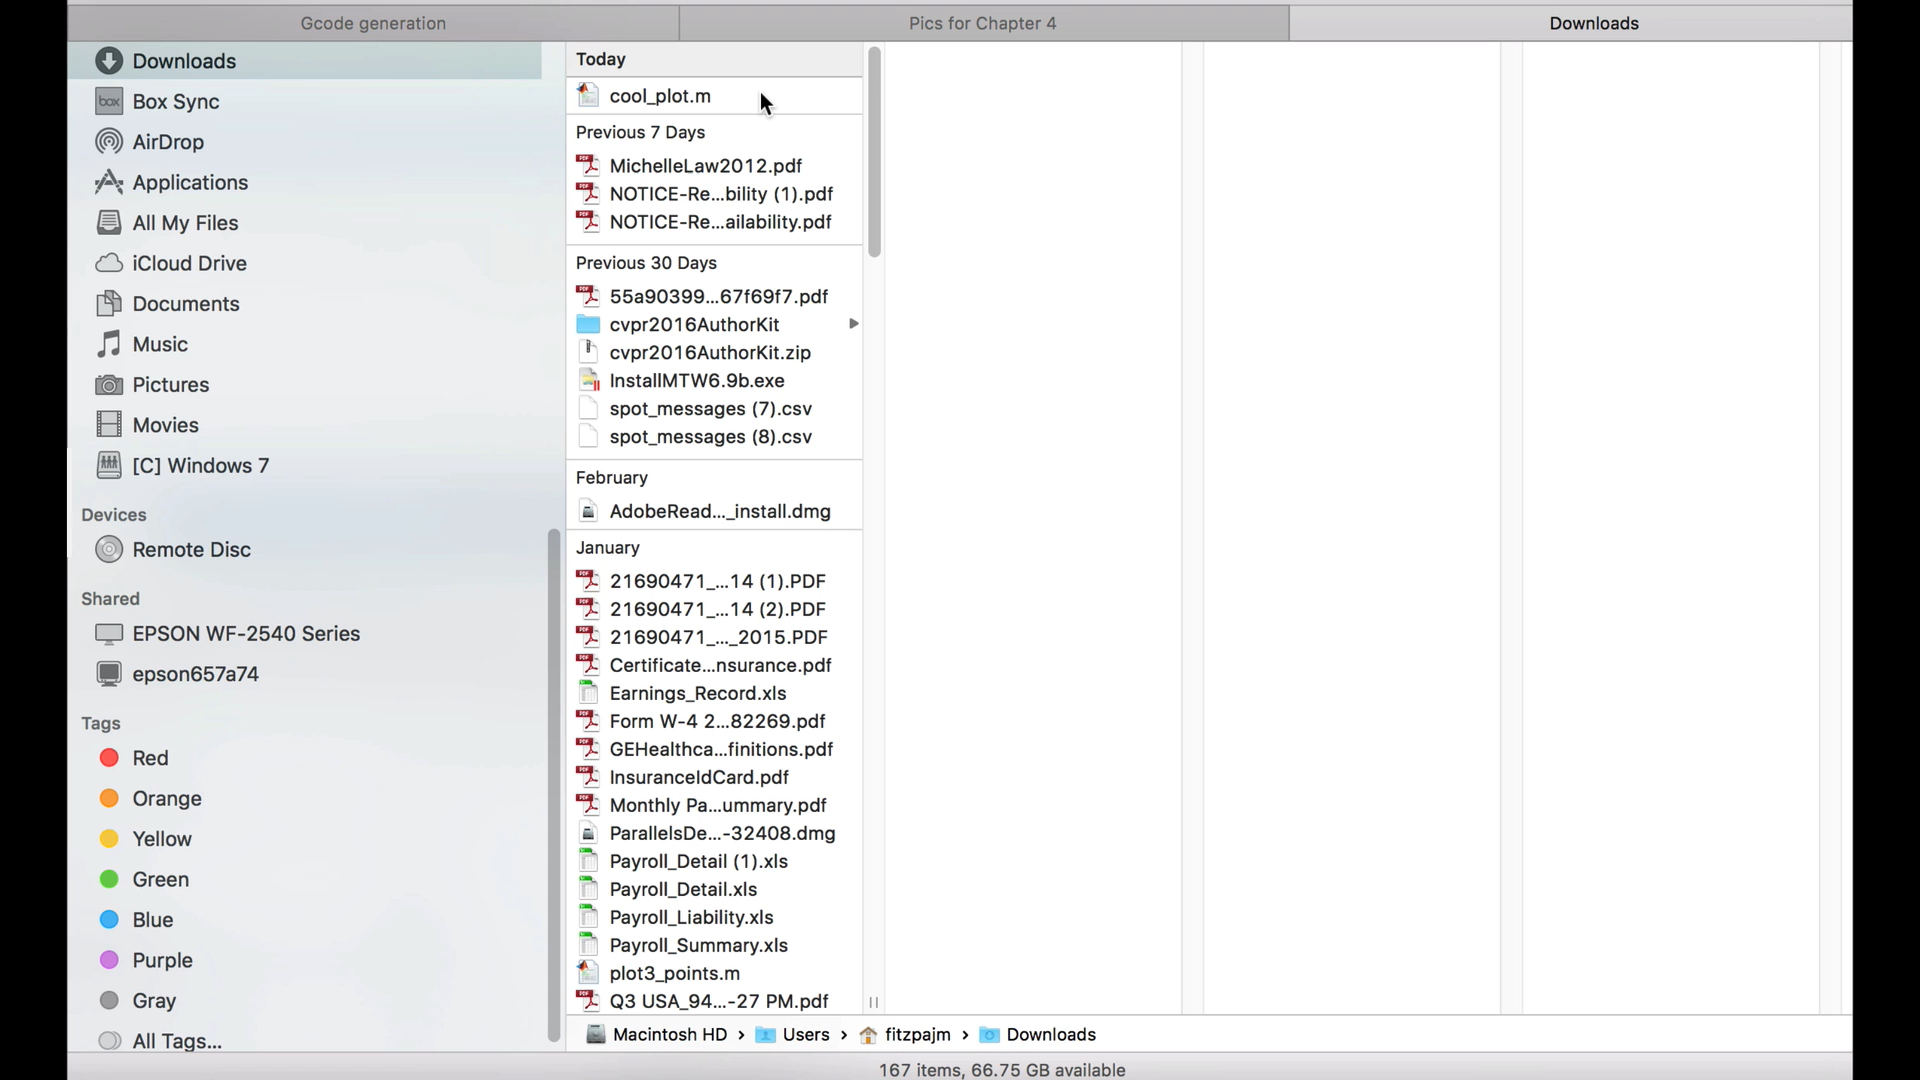 Gcode generation
Pics for Chapter 4
Downloads
Downloads
box Box Sync
AirDrop
Applications
All My Files
iCloud Drive
Documents
Music
Pictures
Movies
[C] Windows 7
Devices
Remote Disc
Shared
EPSON WF-2540 Series
epson657a74
Tags
Red
Orange
Yellow
Green
Blue
Purple
Gray
All Tags...
Today
cool_plot.m
Previous 7 Days
MichelleLaw2012.pdf
NOTICE-Re...bility (1).pdf
NOTICE-Re...ailability.pdf
Previous 30 Days
55a90399...67f69f7.pdf
cvpr2016AuthorKit
cvpr2016AuthorKit.zip
InstallMTW6.9b.exe
spot_messages (7).csv
spot_messages (8).csv
February
AdobeRead..._install.dmg
January
21690471_...14 (1).PDF
21690471_...14 (2).PDF
21690471_..._2015.PDF
Certificate...nsurance.pdf
Earnings_Record.xls
Form W-4 2...82269.pdf
GEHealthca...finitions.pdf
InsuranceIdCard.pdf
Monthly Pa...ummary.pdf
ParallelsDe...-32408.dmg
Payroll_Detail (1).xls
Payroll_Detail.xls
Payroll_Liability.xls
Payroll_Summary.xls
plot3_points.m
Q3 USA_94...-27 PM.pdf
Macintosh HD › Users › fitzpajm › Downloads
167 items, 66.75 GB available